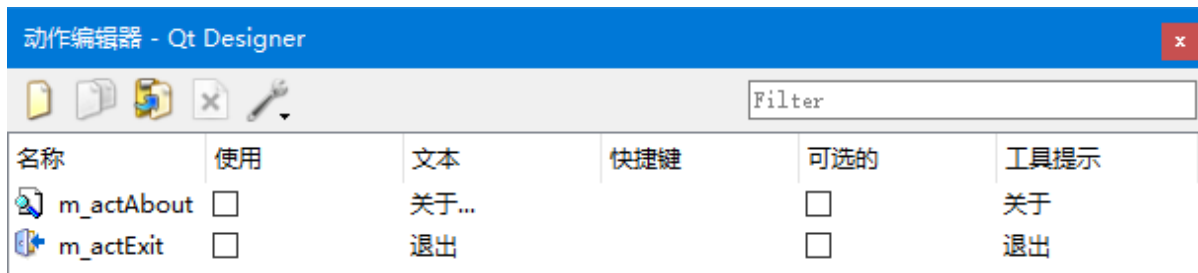 动作编辑器 - Qt Designer
x
Filter
名称 使用 文本 快捷键 可选的 工具提示
m_actAbout 关于... 关于
m_actExit 退出 退出